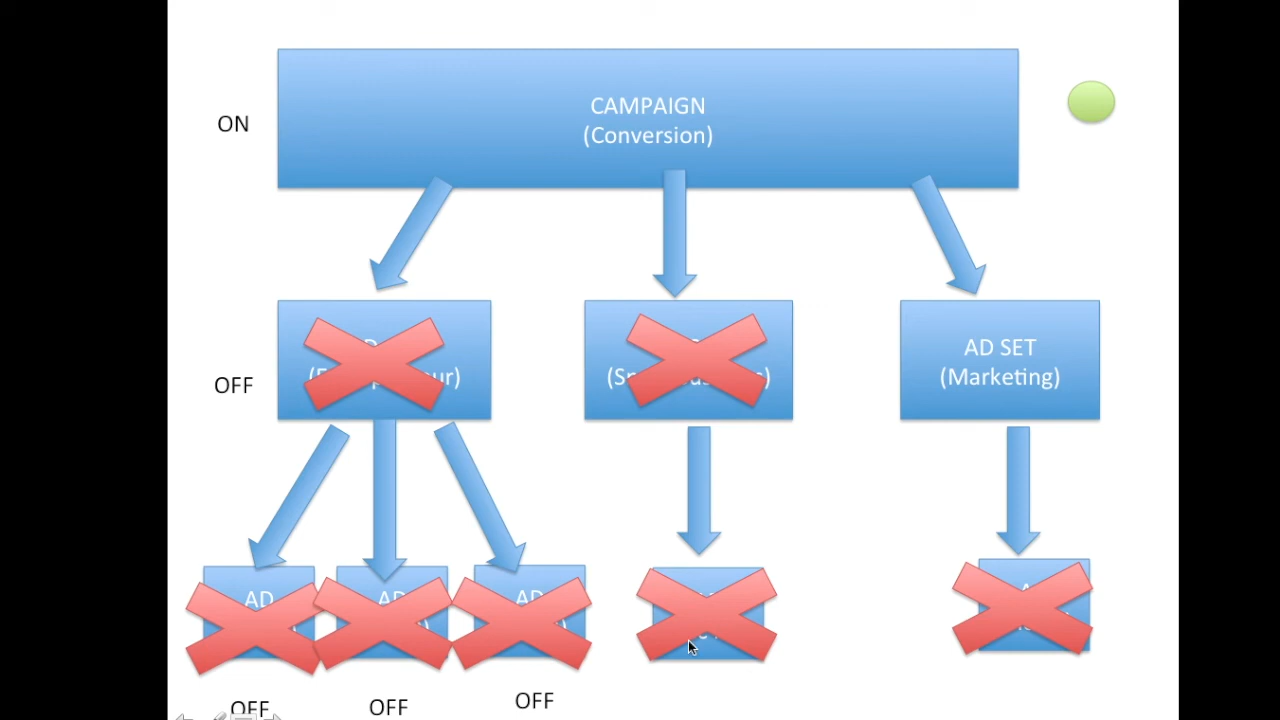 CAMPAIGN
(Conversion)
ON
AD SET
(Marketing)
OFF
AD
AD
AD
OFF
OFF
OFF